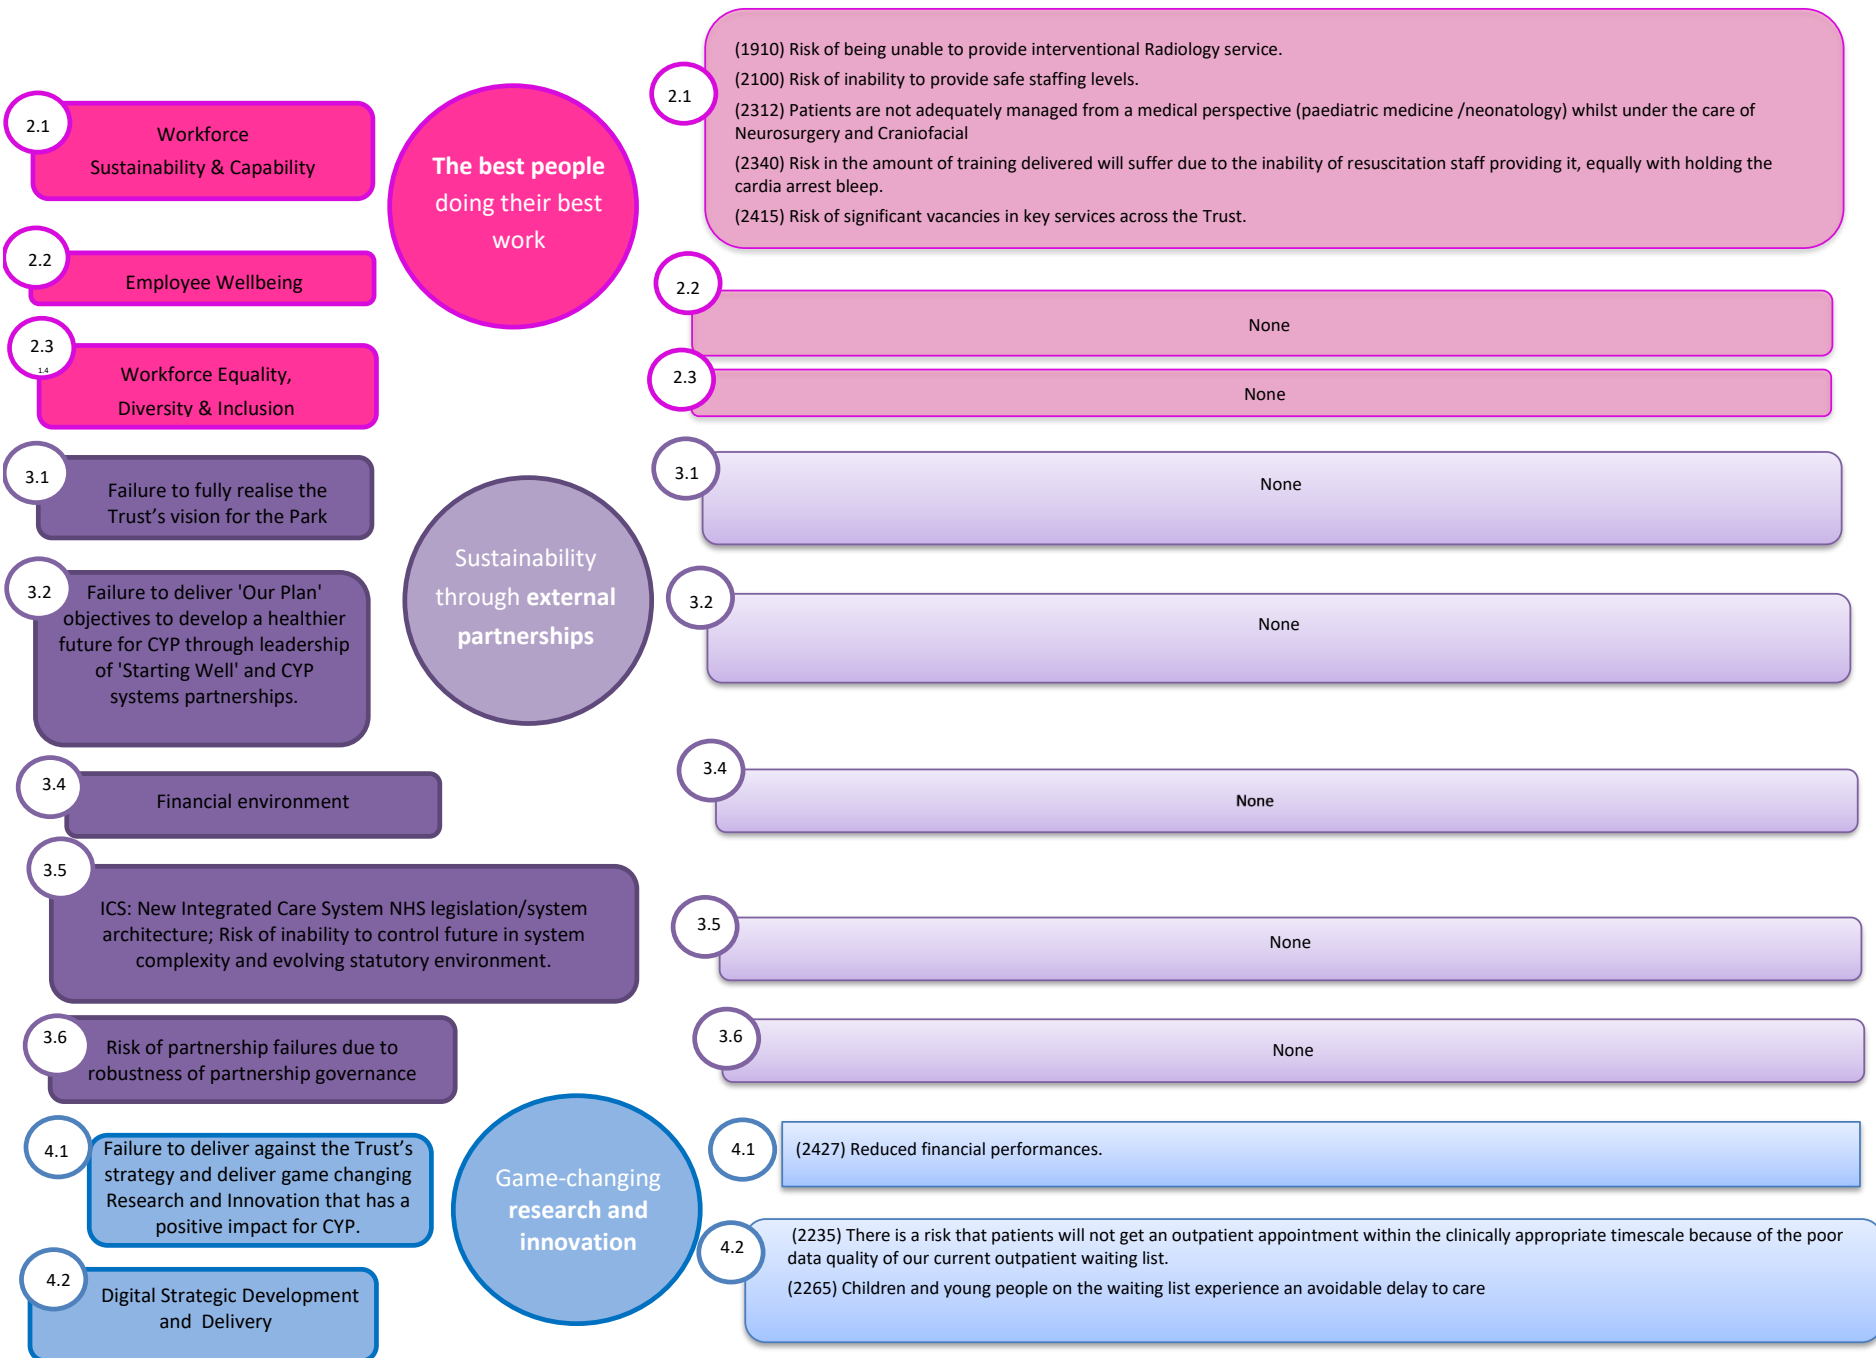 2.1
Workforce
Sustainability & Capability
2.2
Employee Wellbeing
2.3
1.4
Workforce Equality,
Diversity & Inclusion
The best people
doing their best
work
2.1
(1910) Risk of being unable to provide interventional Radiology service.
(2100) Risk of inability to provide safe staffing levels.
(2312) Patients are not adequately managed from a medical perspective (paediatric medicine /neonatology) whilst under the care of
Neurosurgery and Craniofacial
(2340) Risk in the amount of training delivered will suffer due to the inability of resuscitation staff providing it, equally with holding the
cardia arrest bleep.
(2415) Risk of significant vacancies in key services across the Trust.
2.2
None
2.3
None
3.1
Failure to fully realise the
Trust’s vision for the Park
3.2
Failure to deliver 'Our Plan'
objectives to develop a healthier
future for CYP through leadership
of 'Starting Well' and CYP
systems partnerships.
3.4
Financial environment
3.5
ICS: New Integrated Care System NHS legislation/system
architecture; Risk of inability to control future in system
complexity and evolving statutory environment.
3.6
Risk of partnership failures due to
robustness of partnership governance
Sustainability
through external
partnerships
3.1
None
3.2
None
3.4
None
3.5
None
3.6
None
4.1
Failure to deliver against the Trust’s
strategy and deliver game changing
Research and Innovation that has a
positive impact for CYP.
4.2
Digital Strategic Development
and Delivery
Game-changing
research and
innovation
4.1
(2427) Reduced financial performances.
4.2
(2235) There is a risk that patients will not get an outpatient appointment within the clinically appropriate timescale because of the poor
data quality of our current outpatient waiting list.
(2265) Children and young people on the waiting list experience an avoidable delay to care